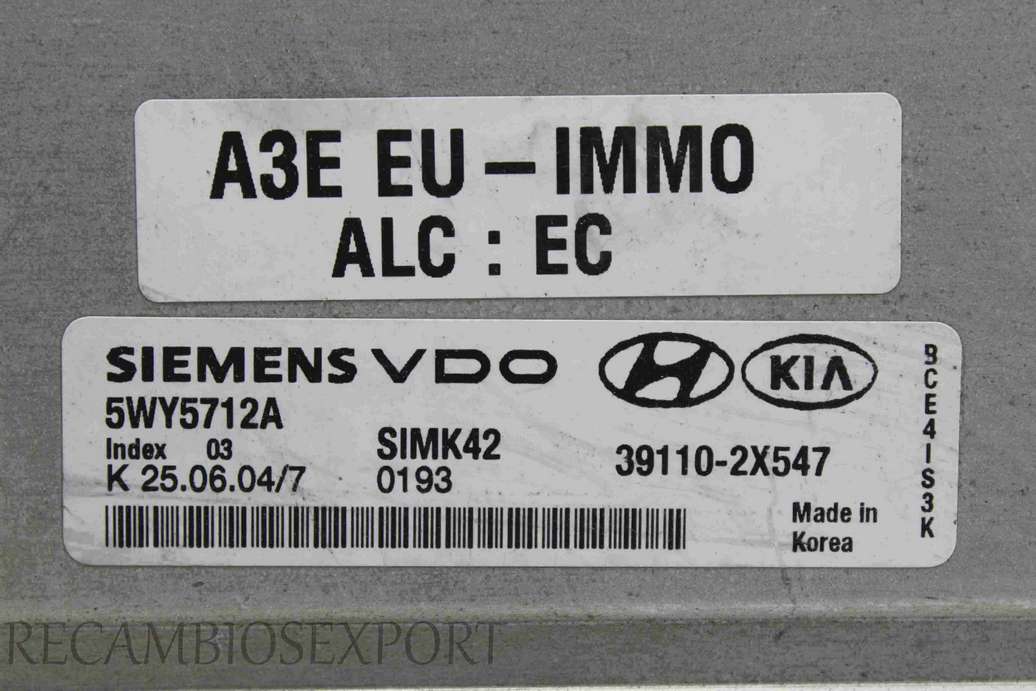 A3E EU – IMMO
ALC : EC
SIEMENS VDO
KIA
5WY5712A
Index 03
SIMK42
39110-2X547
K 25.06.04/7
0193
Made in
Korea
BCE4IS3K
RECAMBIOSEXPORT